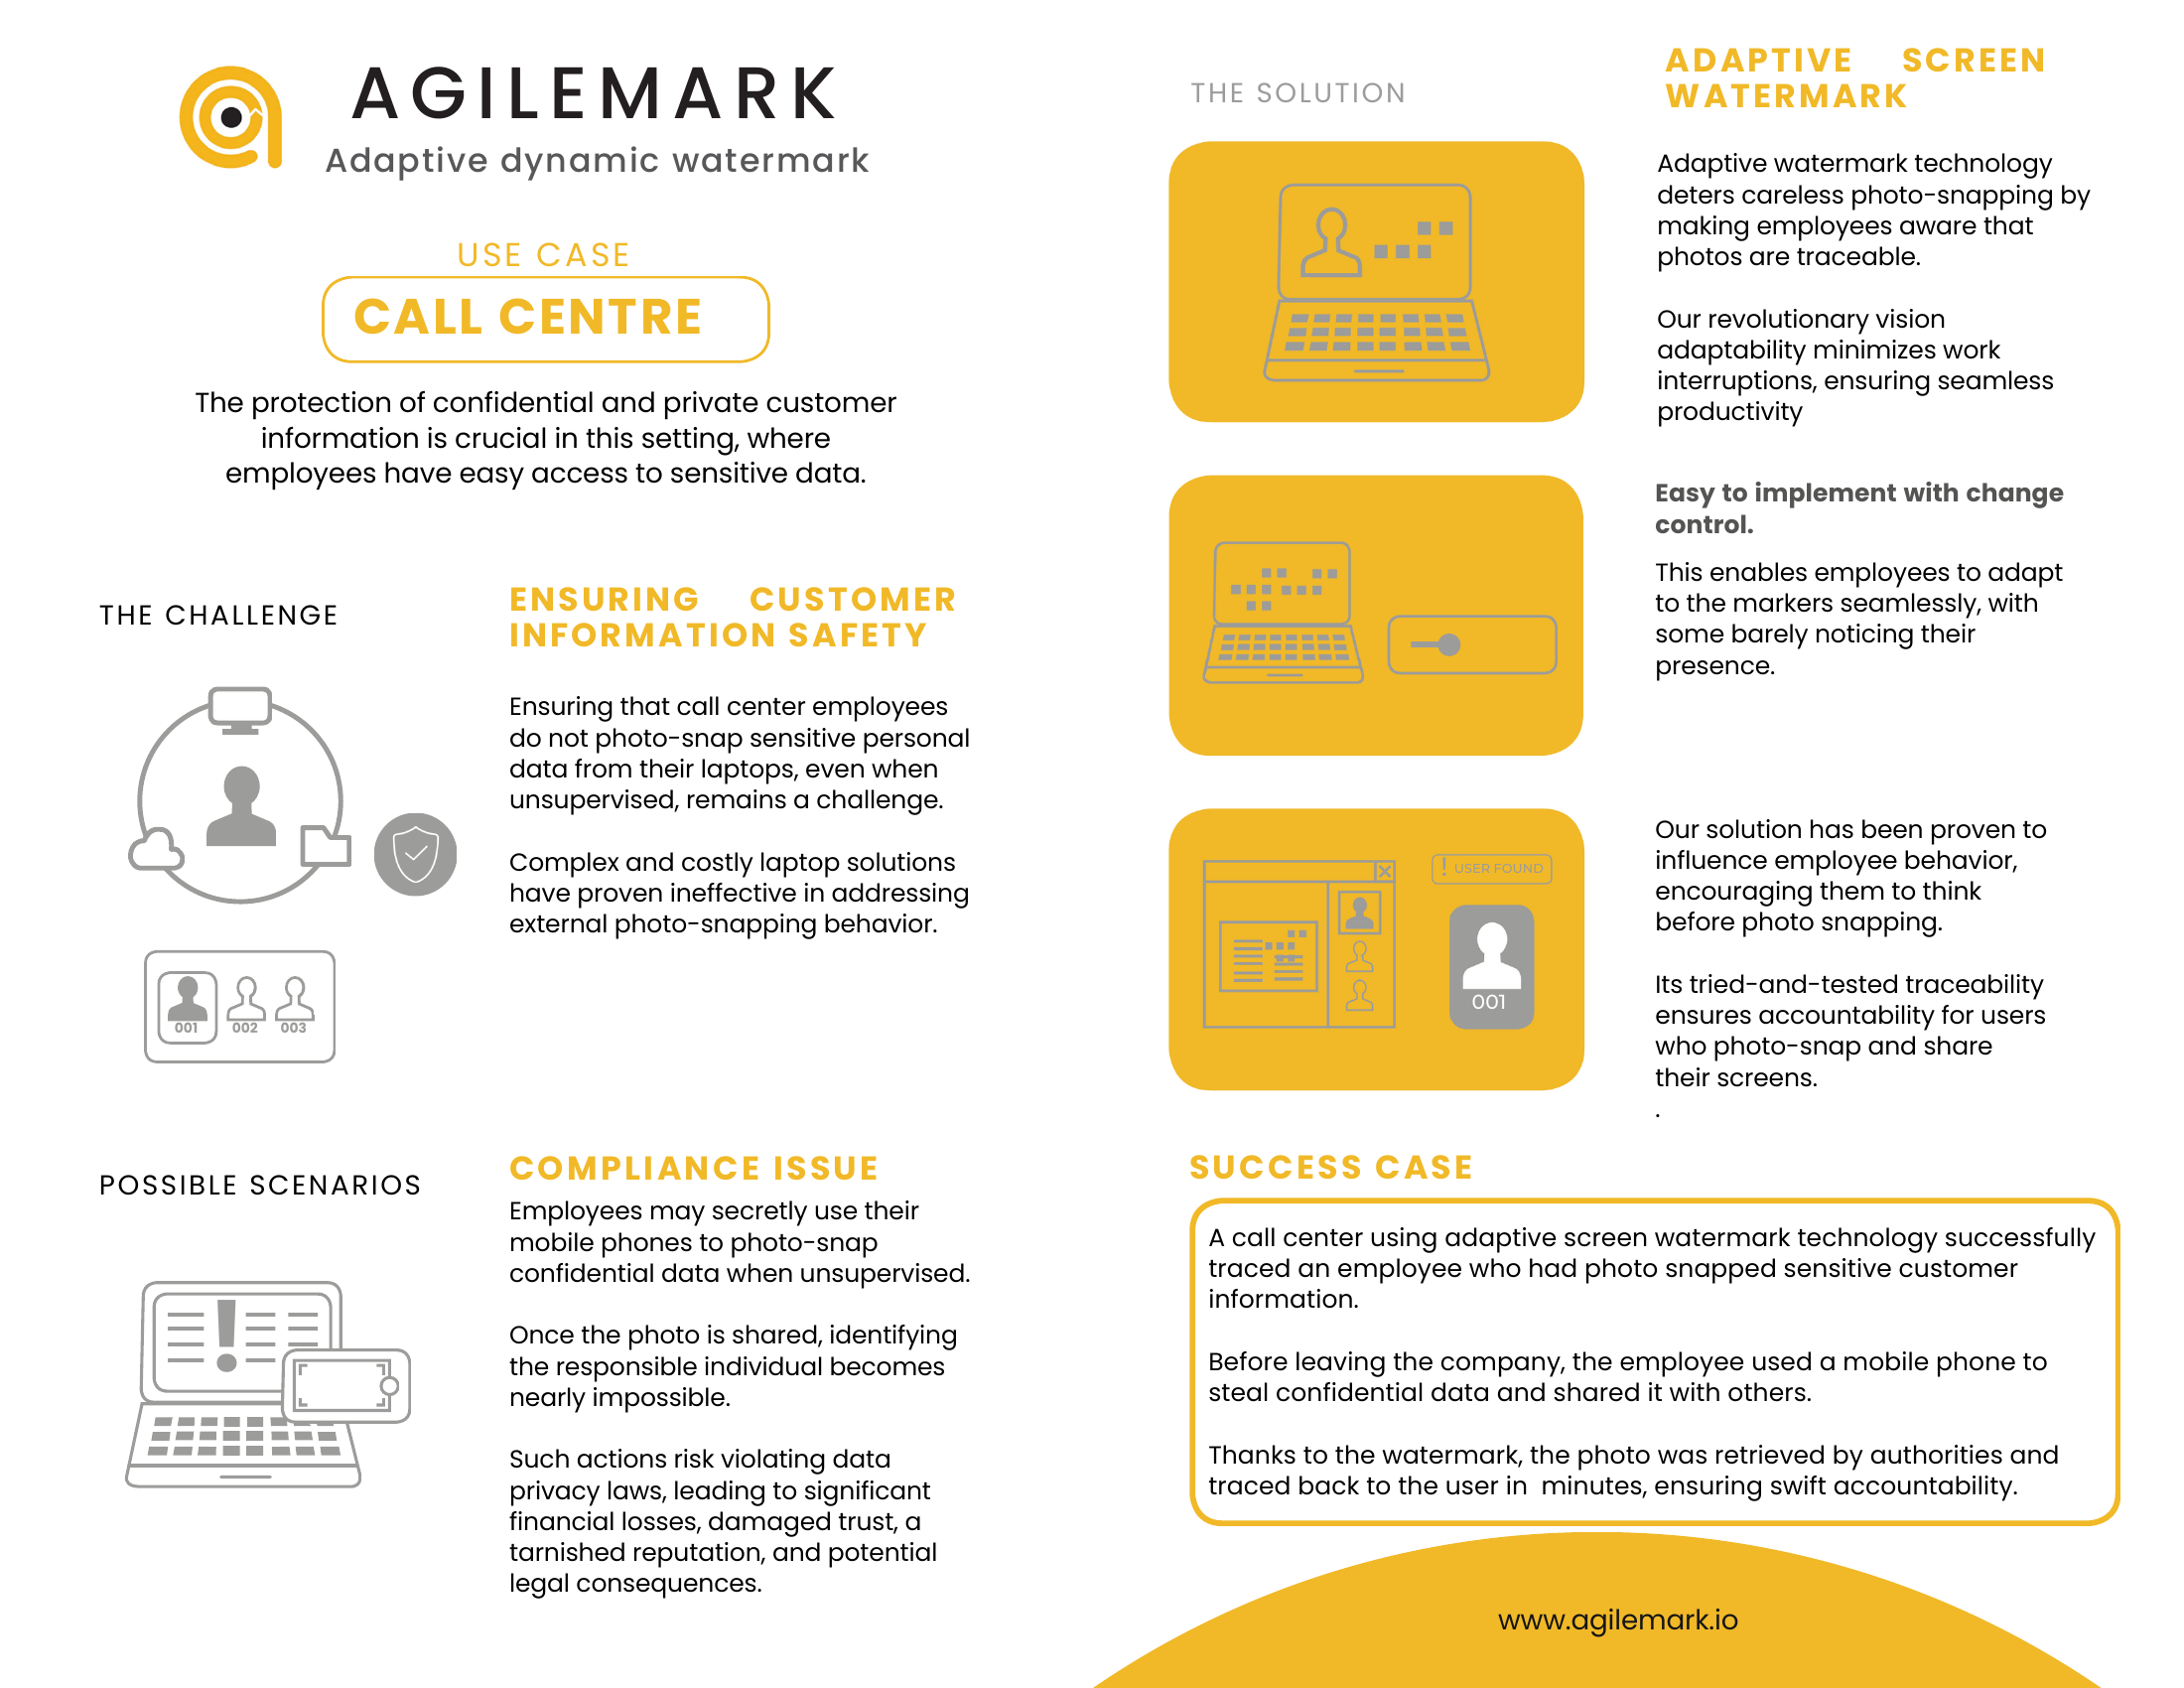 AGILEMARK
Adaptive dynamic watermark
USE CASE
CALL CENTRE
The protection of confidential and private customer
information is crucial in this setting, where
employees have easy access to sensitive data.
THE CHALLENGE
ENSURING CUSTOMER
INFORMATION SAFETY
Ensuring that call center employees
do not photo-snap sensitive personal
data from their laptops, even when
unsupervised, remains a challenge.
Complex and costly laptop solutions
have proven ineffective in addressing
external photo-snapping behavior.
001 002 003
POSSIBLE SCENARIOS
COMPLIANCE ISSUE
Employees may secretly use their
mobile phones to photo-snap
confidential data when unsupervised.
Once the photo is shared, identifying
the responsible individual becomes
nearly impossible.
Such actions risk violating data
privacy laws, leading to significant
financial losses, damaged trust, a
tarnished reputation, and potential
legal consequences.
THE SOLUTION
ADAPTIVE SCREEN
WATERMARK
Adaptive watermark technology
deters careless photo-snapping by
making employees aware that
photos are traceable.
Our revolutionary vision
adaptability minimizes work
interruptions, ensuring seamless
productivity
Easy to implement with change
control.
This enables employees to adapt
to the markers seamlessly, with
some barely noticing their
presence.
! USER FOUND
001
Our solution has been proven to
influence employee behavior,
encouraging them to think
before photo snapping.
Its tried-and-tested traceability
ensures accountability for users
who photo-snap and share
their screens.
.
SUCCESS CASE
A call center using adaptive screen watermark technology successfully
traced an employee who had photo snapped sensitive customer
information.
Before leaving the company, the employee used a mobile phone to
steal confidential data and shared it with others.
Thanks to the watermark, the photo was retrieved by authorities and
traced back to the user in  minutes, ensuring swift accountability.
www.agilemark.io